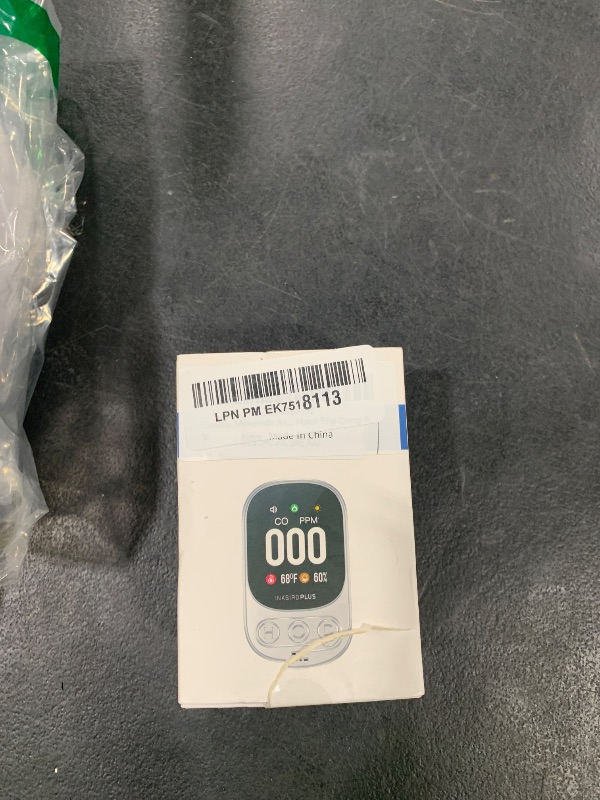 LPN PM EK7518113
Made in China
CO PPM
000
68°F 60%
INKBIRDPLUS